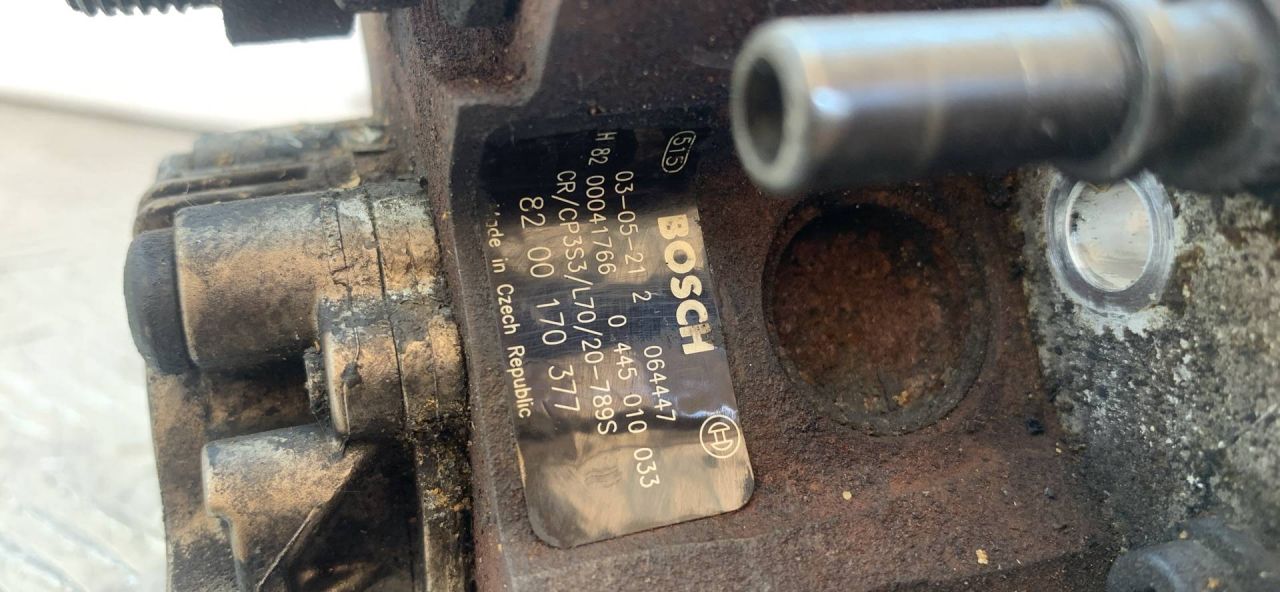 515
BOSCH
03-05-21 2 064447
H 82 00041766 0 445 010 033
CR/CP3S3/L70/20-789S
82 00 170 377
Made in Czech Republic